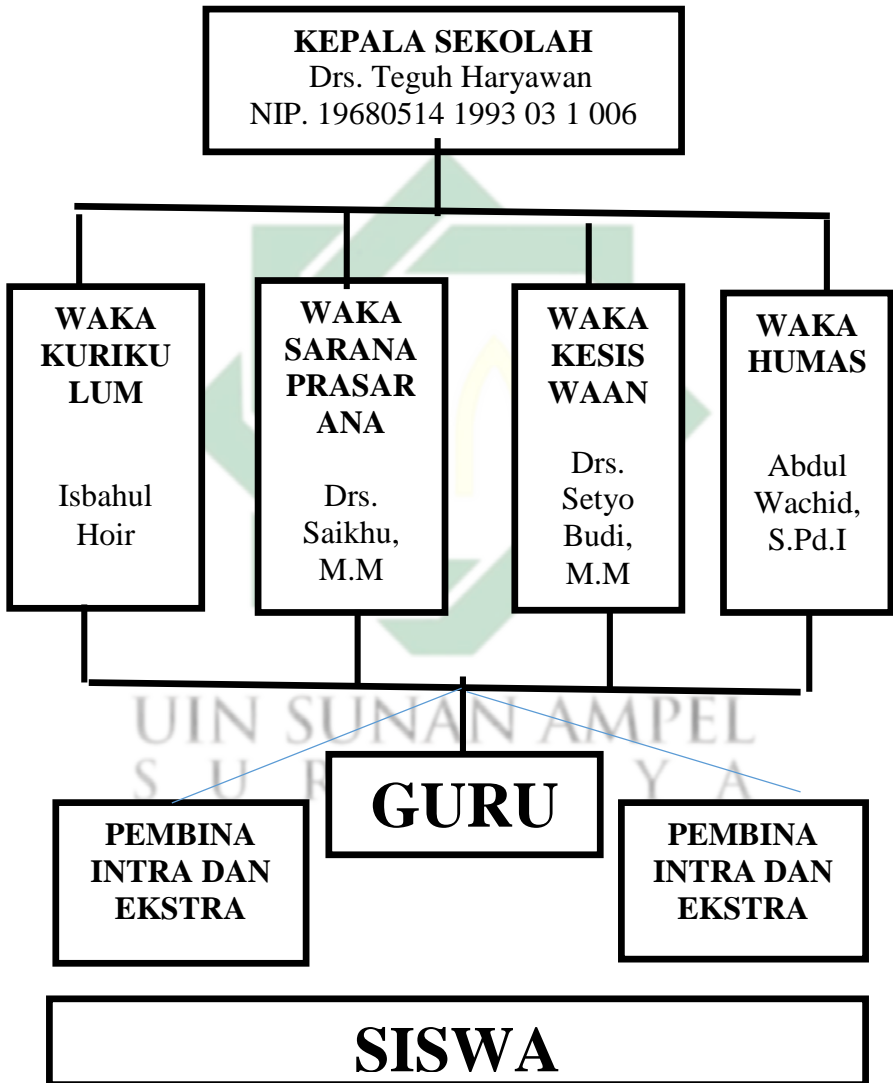 KEPALA SEKOLAH
Drs. Teguh Haryawan
NIP. 19680514 1993 03 1 006
WAKA
KURIKU
LUM
Isbahul
Hoir
WAKA
SARANA
PRASAR
ANA
Drs.
Saikhu,
M.M
WAKA
KESIS
WAAN
Drs.
Setyo
Budi,
M.M
WAKA
HUMAS
Abdul
Wachid,
S.Pd.I
UIN SUNAN AMPEL
S U R Y A
GURU
PEMBINA
INTRA DAN
EKSTRA
PEMBINA
INTRA DAN
EKSTRA
SISWA